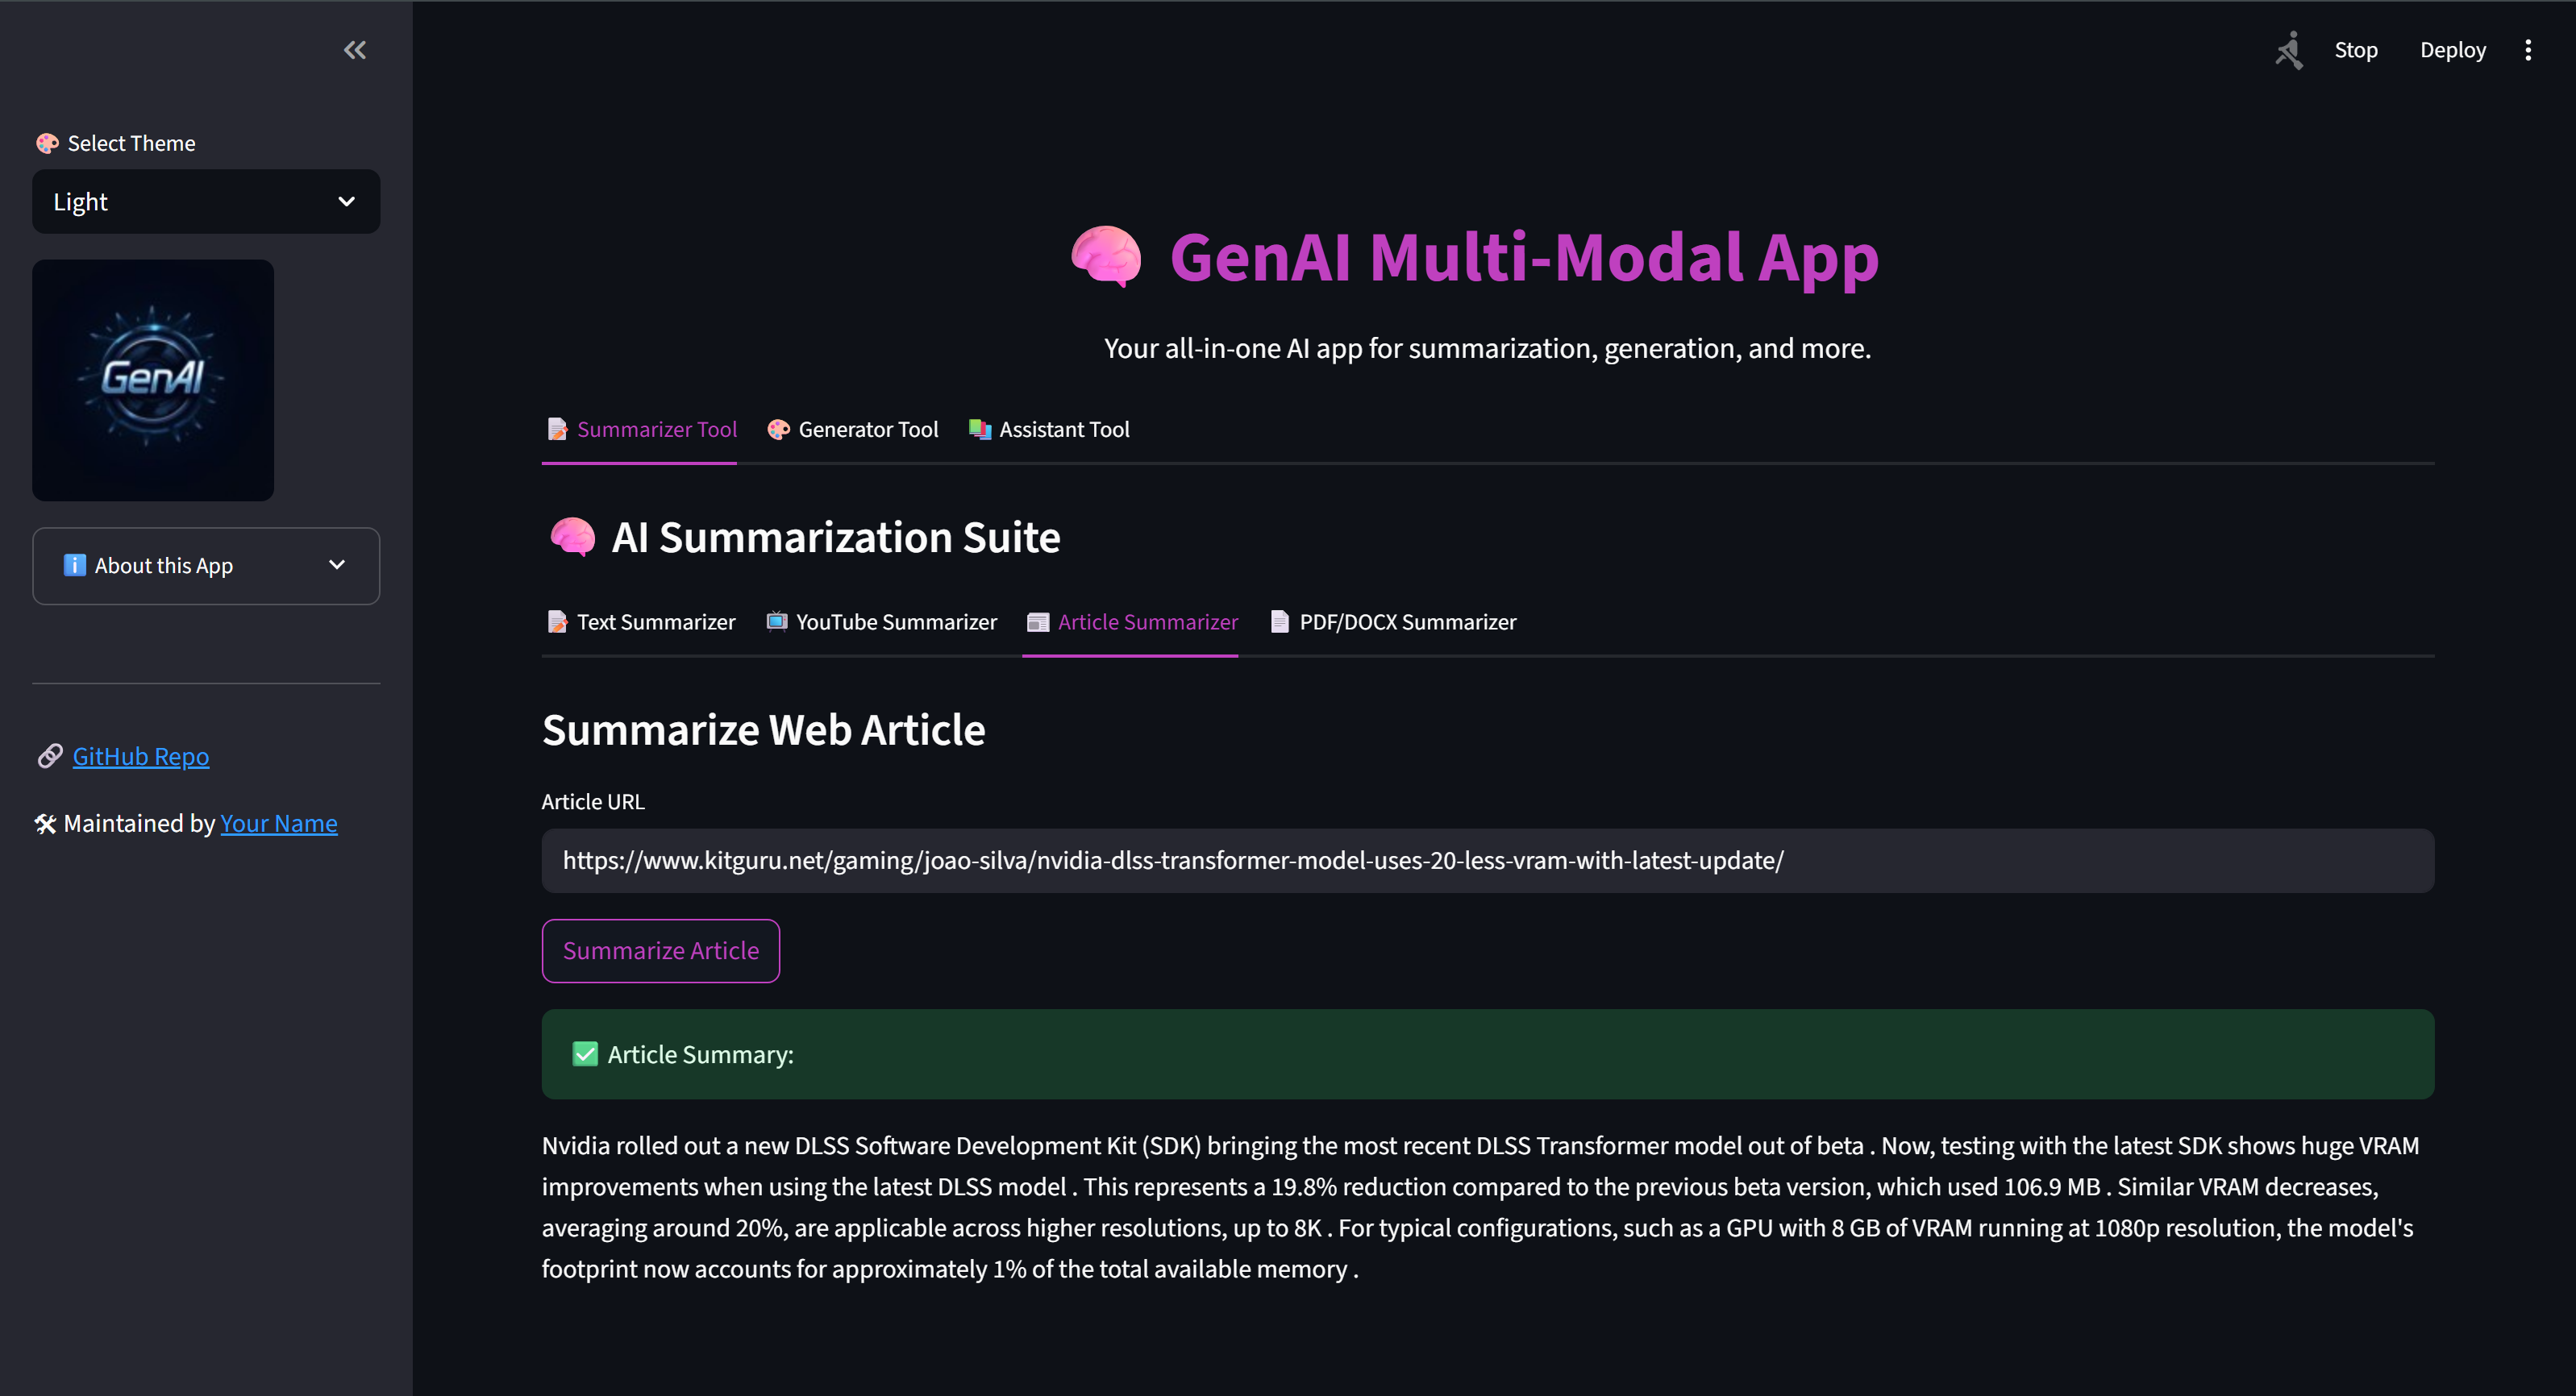 Stop Deploy
Select Theme
Light
GenAI
About this App
GitHub Repo
Maintained by Your Name
GenAI Multi-Modal App
Your all-in-one AI app for summarization, generation, and more.
Summarizer Tool Generator Tool Assistant Tool
AI Summarization Suite
Text Summarizer YouTube Summarizer Article Summarizer PDF/DOCX Summarizer
Summarize Web Article
Article URL
https://www.kitguru.net/gaming/joao-silva/nvidia-dlss-transformer-model-uses-20-less-vram-with-latest-update/
Summarize Article
Article Summary:
Nvidia rolled out a new DLSS Software Development Kit (SDK) bringing the most recent DLSS Transformer model out of beta . Now, testing with the latest SDK shows huge VRAM
improvements when using the latest DLSS model . This represents a 19.8% reduction compared to the previous beta version, which used 106.9 MB . Similar VRAM decreases,
averaging around 20%, are applicable across higher resolutions, up to 8K . For typical configurations, such as a GPU with 8 GB of VRAM running at 1080p resolution, the model's
footprint now accounts for approximately 1% of the total available memory .